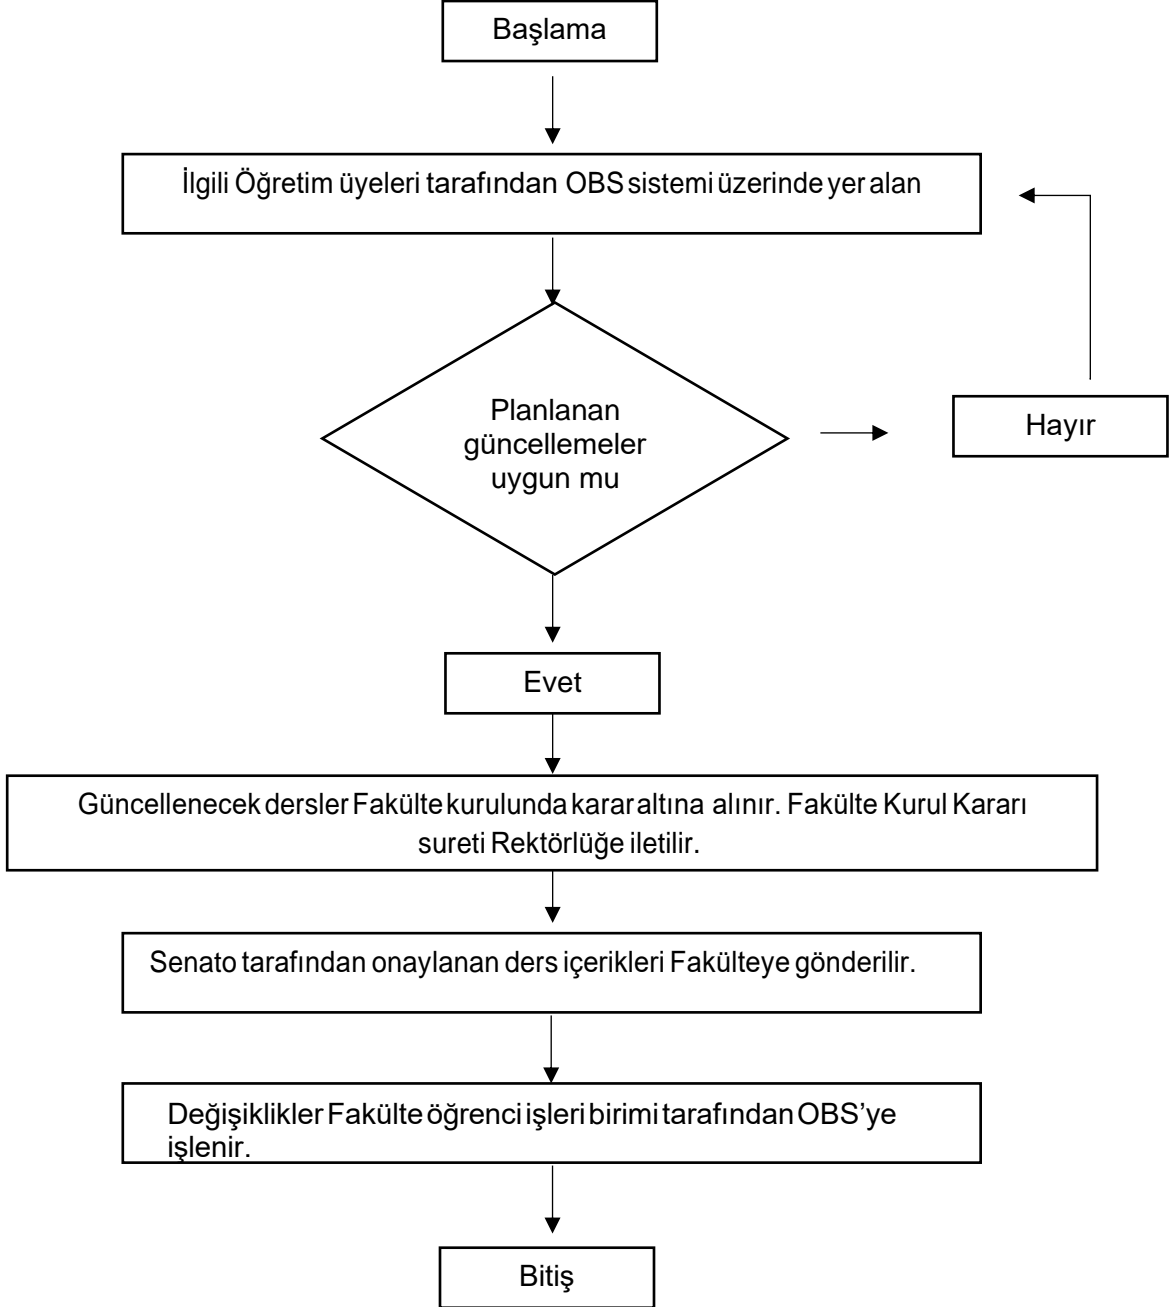 Başlama
İlgili Öğretim üyeleri tarafından OBS sistemi üzerinde yer alan
Planlanan
güncellemeler
uygun mu
Hayır
Evet
Güncellenecek dersler Fakülte kurulunda karar altına alınır. Fakülte Kurul Kararı
sureti Rektörlüğe iletilir.
Senato tarafından onaylanan ders içerikleri Fakülteye gönderilir.
Değişiklikler Fakülte öğrenci işleri birimi tarafından OBS’ye
işlenir.
Bitiş